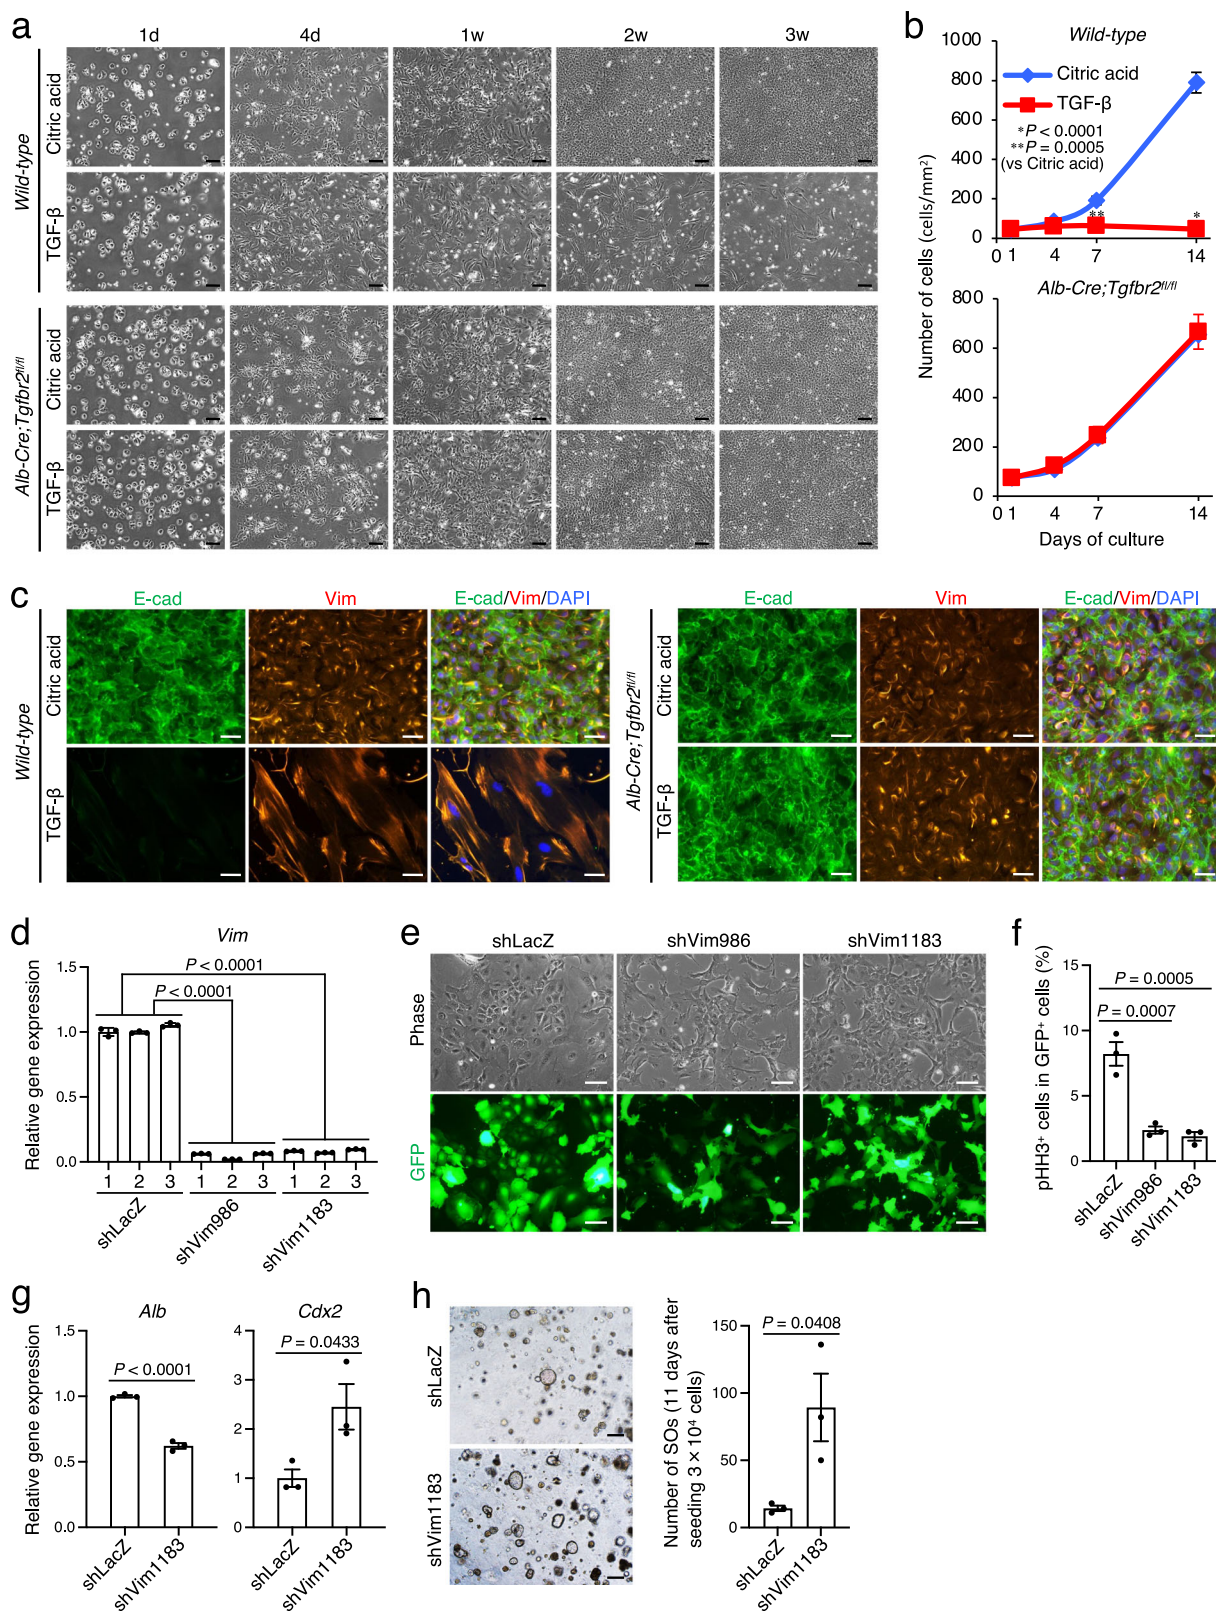 a
1d 4d 1w 2w 3w
Wild-type
Citric acid
TGF-β
Alb-Cre;Tgfbr2fl/fl
Citric acid
TGF-β
b
Wild-type
Number of cells (cells/mm²)
1000
800
600
400
200
0
Citric acid
TGF-β
*P < 0.0001
**P = 0.0005
(vs Citric acid)
**
*
0 1 4 7 14
Alb-Cre;Tgfbr2fl/fl
800
600
400
200
0
0 1 4 7 14
Days of culture
c
E-cad Vim E-cad/Vim/DAPI
Wild-type
Citric acid
TGF-β
E-cad Vim E-cad/Vim/DAPI
Alb-Cre;Tgfbr2fl/fl
Citric acid
TGF-β
d
Vim
Relative gene expression
1.5
1.0
0.5
0.0
P < 0.0001
P < 0.0001
1 2 3 1 2 3 1 2 3
shLacZ shVim986 shVim1183
e
shLacZ shVim986 shVim1183
Phase
GFP
f
pHH3⁺ cells in GFP⁺ cells (%)
15
10
5
0
P = 0.0005
P = 0.0007
shLacZ shVim986 shVim1183
g
Relative gene expression
Alb
1.5
1.0
0.5
0.0
P < 0.0001
shLacZ shVim1183
Cdx2
4
3
2
1
0
P = 0.0433
shLacZ shVim1183
h
shLacZ
shVim1183
Number of SOs (11 days after
seeding 3 × 10⁴ cells)
150
100
50
0
P = 0.0408
shLacZ shVim1183